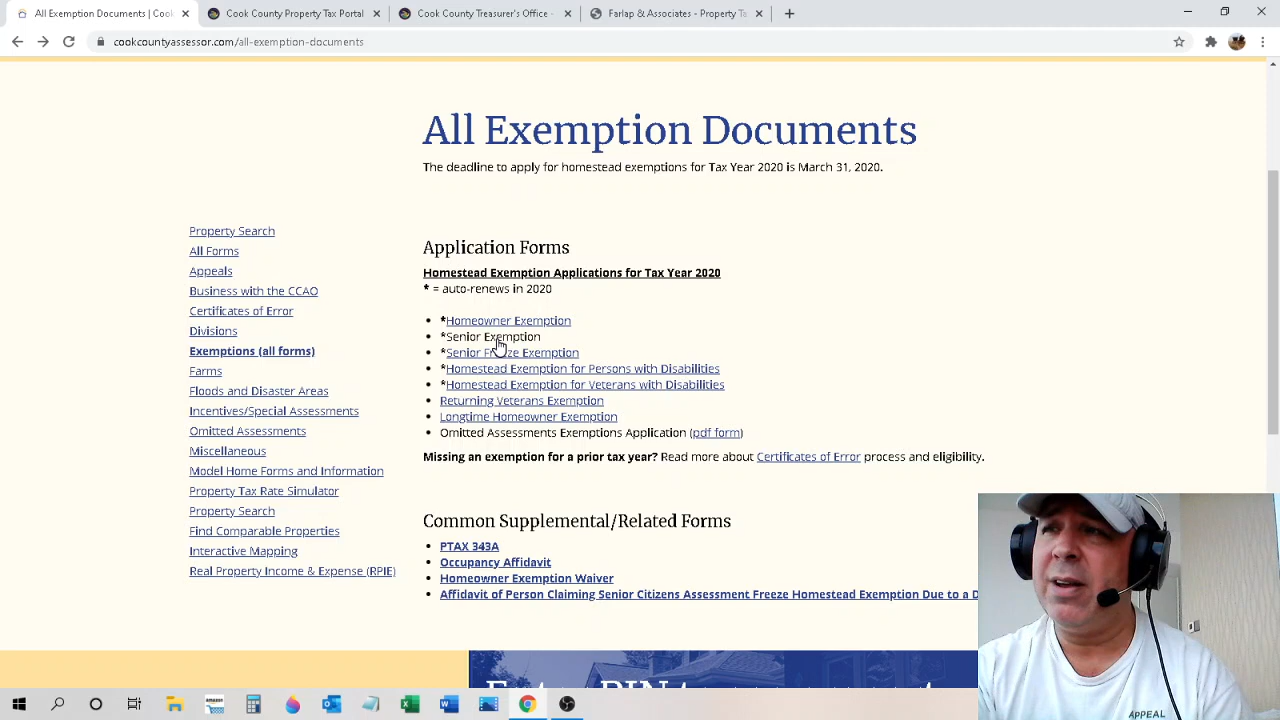 All Exemption Documents | Cook
Cook County Property Tax Portal
Cook County Treasurer's Office -
Farlap & Associates - Property Ta
cookcountyassessor.com/all-exemption-documents
All Exemption Documents
The deadline to apply for homestead exemptions for Tax Year 2020 is March 31, 2020.
Property Search
All Forms
Appeals
Business with the CCAO
Certificates of Error
Divisions
Exemptions (all forms)
Farms
Floods and Disaster Areas
Incentives/Special Assessments
Omitted Assessments
Miscellaneous
Model Home Forms and Information
Property Tax Rate Simulator
Property Search
Find Comparable Properties
Interactive Mapping
Real Property Income & Expense (RPIE)
Application Forms
Homestead Exemption Applications for Tax Year 2020
* = auto-renews in 2020
*Homeowner Exemption
*Senior Exemption
*Senior Freeze Exemption
*Homestead Exemption for Persons with Disabilities
*Homestead Exemption for Veterans with Disabilities
Returning Veterans Exemption
Longtime Homeowner Exemption
Omitted Assessments Exemptions Application (pdf form)
Missing an exemption for a prior tax year? Read more about Certificates of Error process and eligibility.
Common Supplemental/Related Forms
PTAX 343A
Occupancy Affidavit
Homeowner Exemption Waiver
Affidavit of Person Claiming Senior Citizens Assessment Freeze Homestead Exemption Due to a D
APPEAL